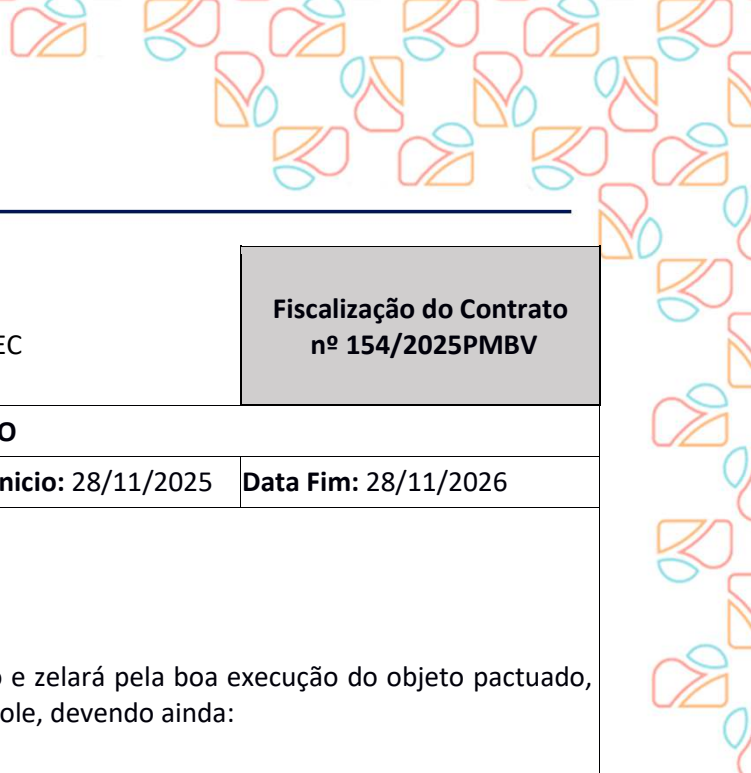 Fiscalização do Contrato
nº 154/2025PMBV
EC
O
nicio: 28/11/2025 Data Fim: 28/11/2026
o e zelará pela boa execução do objeto pactuado,
ole, devendo ainda: